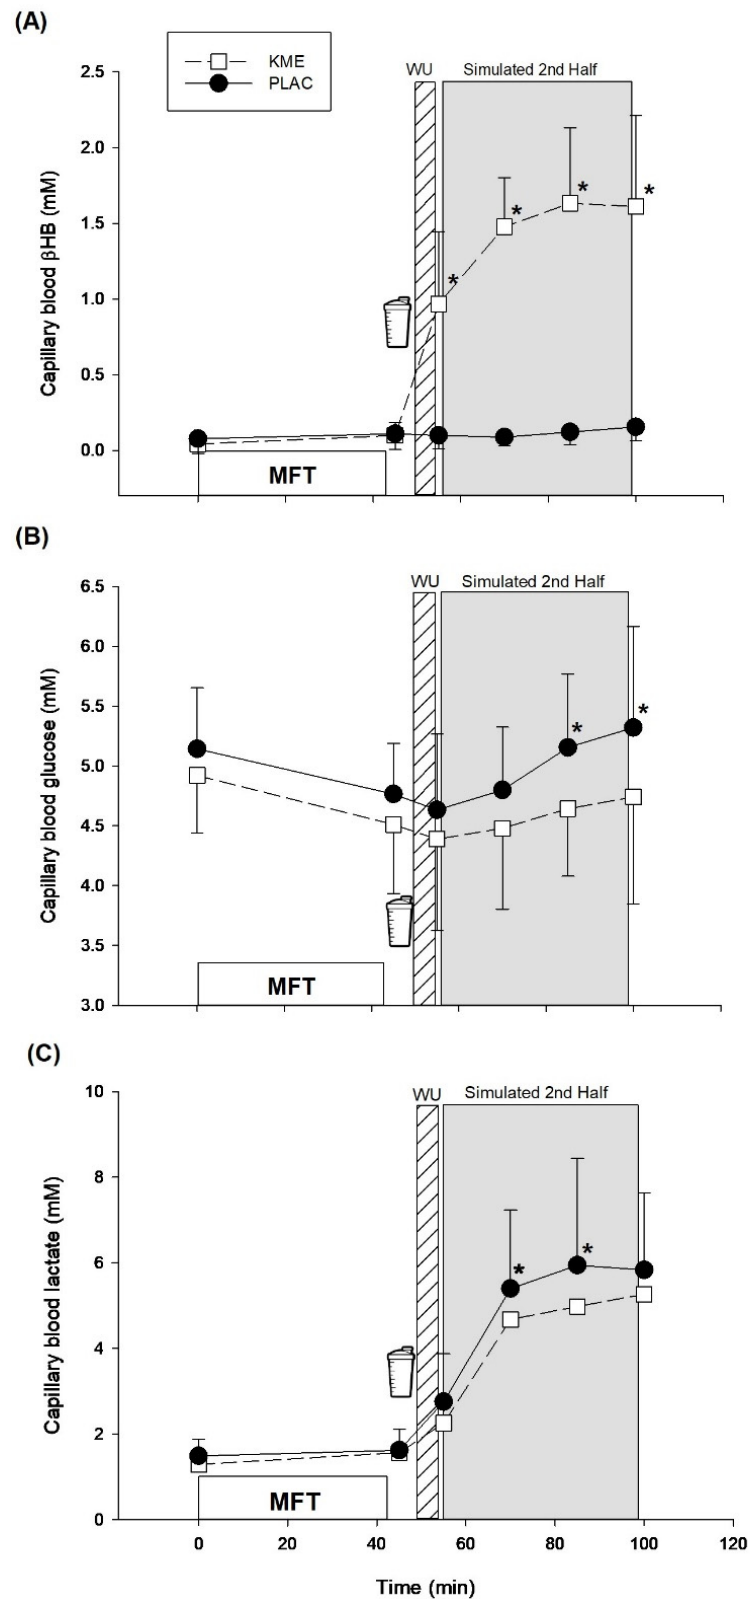 (A)
KME
PLAC
WU Simulated 2nd Half
2.5
2.0
1.5
1.0
0.5
0.0
Capillary blood βHB (mM)
*
*
*
*
MFT
(B)
WU Simulated 2nd Half
6.5
6.0
5.5
5.0
4.5
4.0
3.5
3.0
Capillary blood glucose (mM)
*
*
MFT
(C)
WU Simulated 2nd Half
10
8
6
4
2
0
Capillary blood lactate (mM)
*
*
MFT
0 20 40 60 80 100 120
Time (min)